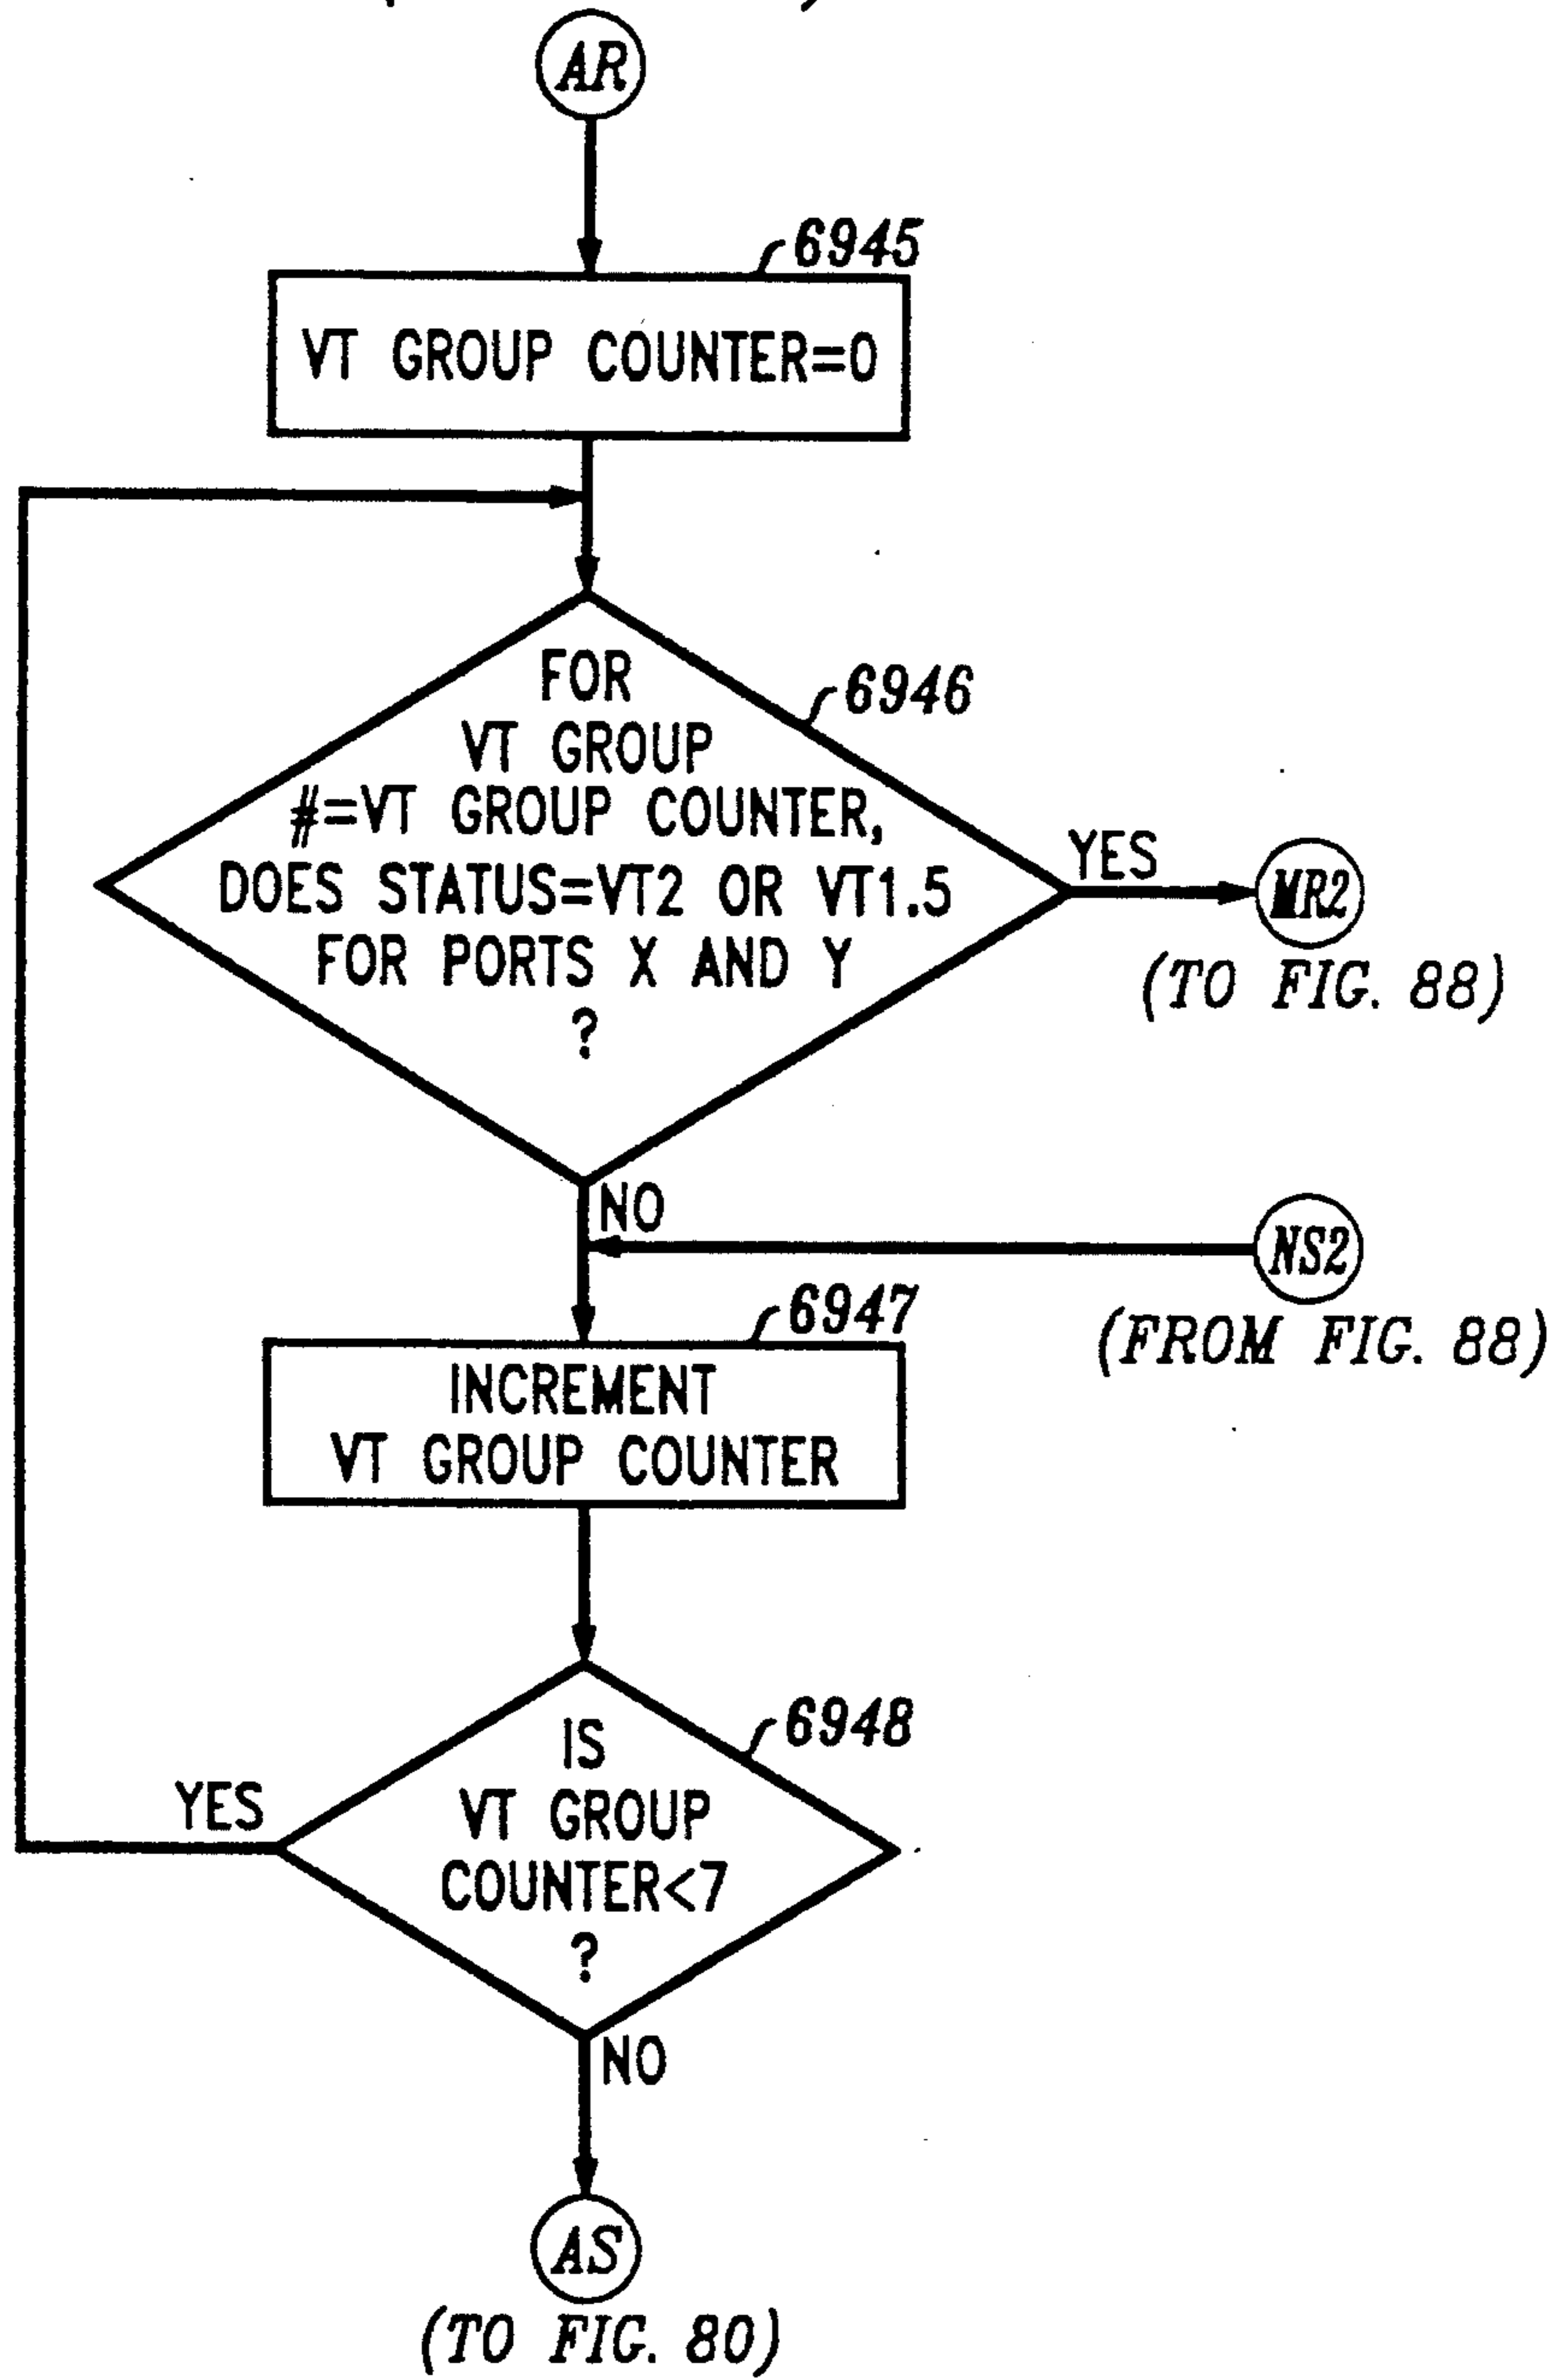 AR
6945
VT GROUP COUNTER=0
FOR
VT GROUP
#=VT GROUP COUNTER,
DOES STATUS=VT2 OR VT1.5
FOR PORTS X AND Y
?
6946
YES
MR2
(TO FIG. 88)
NO
NS2
(FROM FIG. 88)
6947
INCREMENT
VT GROUP COUNTER
6948
IS
VT GROUP
COUNTER<7
?
YES
NO
AS
(TO FIG. 80)